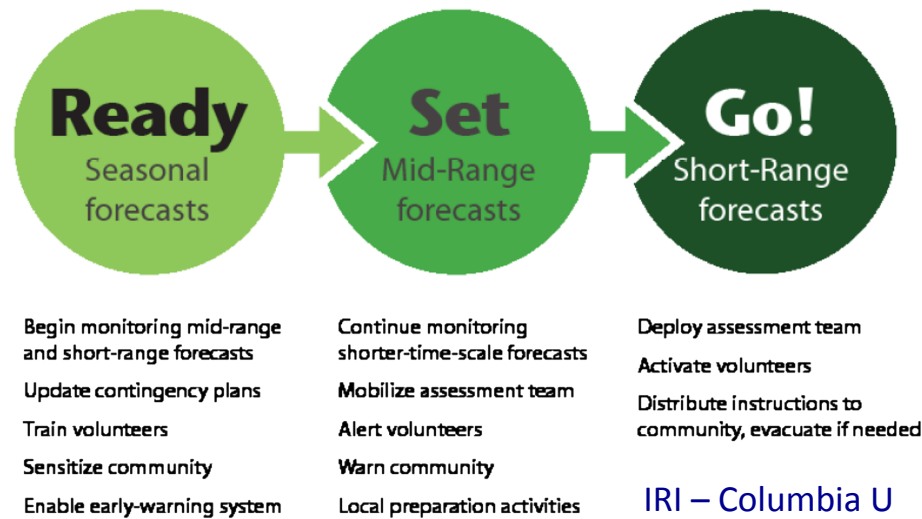 Ready
Seasonal
forecasts
Set
Mid-Range
forecasts
Go!
Short-Range
forecasts
Begin monitoring mid-range
and short-range forecasts
Update contingency plans
Train volunteers
Sensitize community
Enable early-warning system
Continue monitoring
shorter-time-scale forecasts
Mobilize assessment team
Alert volunteers
Warn community
Local preparation activities
Deploy assessment team
Activate volunteers
Distribute instructions to
community, evacuate if needed
IRI – Columbia U